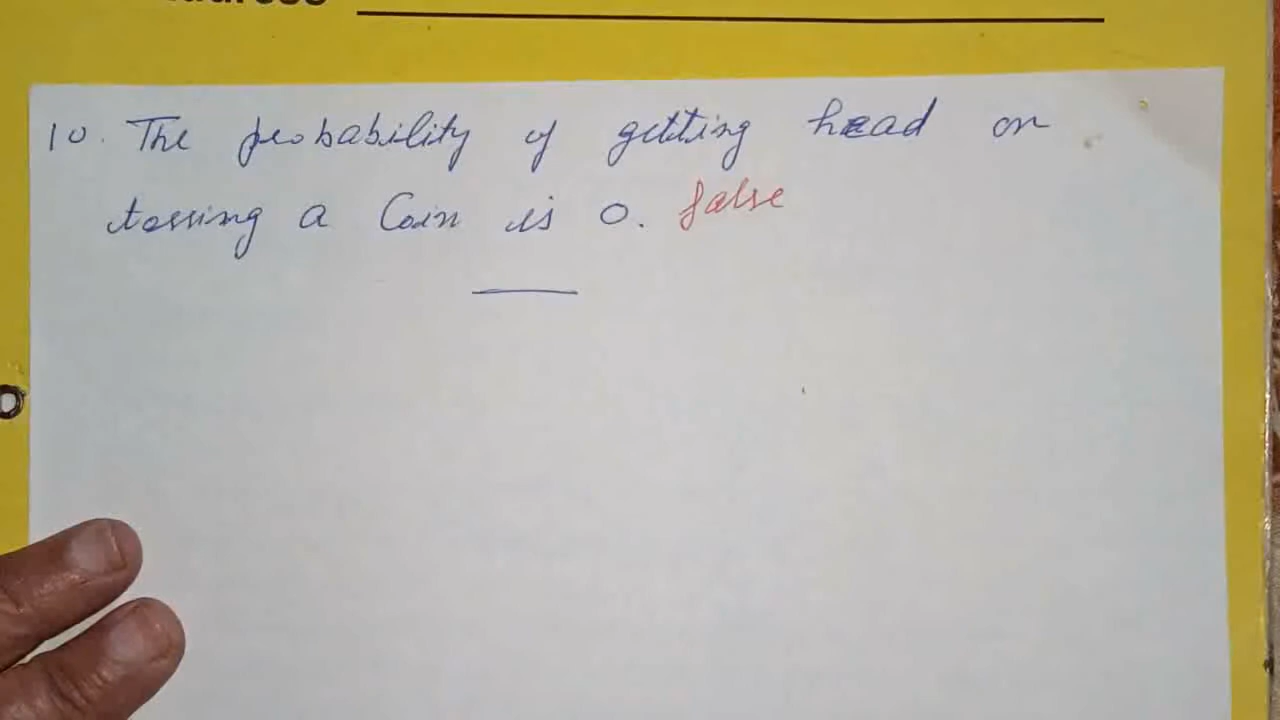 10. The probability of getting head on
tossing a Coin is 0. false